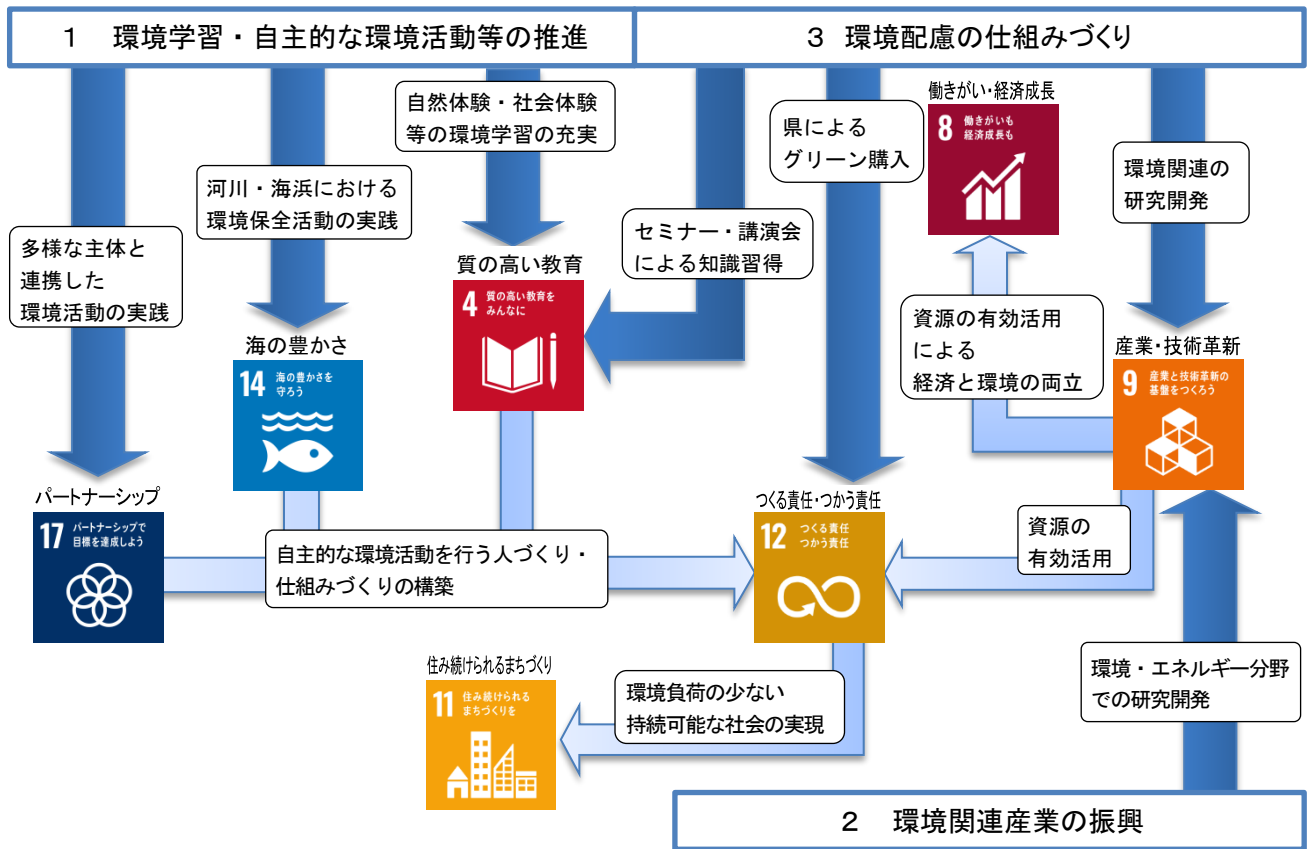 1 環境学習・自主的な環境活動等の推進
3 環境配慮の仕組みづくり
自然体験・社会体験
等の環境学習の充実
河川・海浜における
環境保全活動の実践
多様な主体と
連携した
環境活動の実践
県による
グリーン購入
セミナー・講演会
による知識習得
働きがい・経済成長
8 働きがいも
経済成長も
環境関連の
研究開発
質の高い教育
4 質の高い教育を
みんなに
海の豊かさ
14 海の豊かさを
守ろう
資源の有効活用
による
経済と環境の両立
産業・技術革新
9 産業と技術革新の
基盤をつくろう
パートナーシップ
17 パートナーシップで
目標を達成しよう
自主的な環境活動を行う人づくり・
仕組みづくりの構築
つくる責任・つかう責任
12 つくる責任
つかう責任
資源の
有効活用
住み続けられるまちづくり
11 住み続けられる
まちづくりを
環境負荷の少ない
持続可能な社会の実現
環境・エネルギー分野
での研究開発
2 環境関連産業の振興